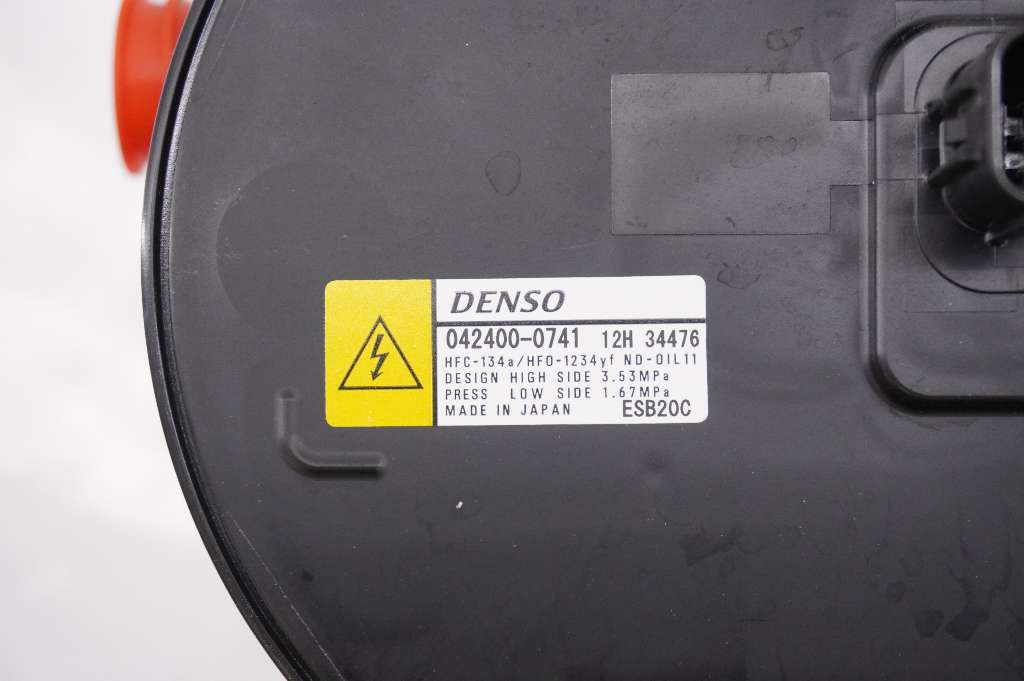 DENSO
042400-0741 12H 34476
HFC-134a/HFO-1234yf ND-OIL11
DESIGN HIGH SIDE 3.53MPa
PRESS LOW SIDE 1.67MPa
MADE IN JAPAN ESB20C